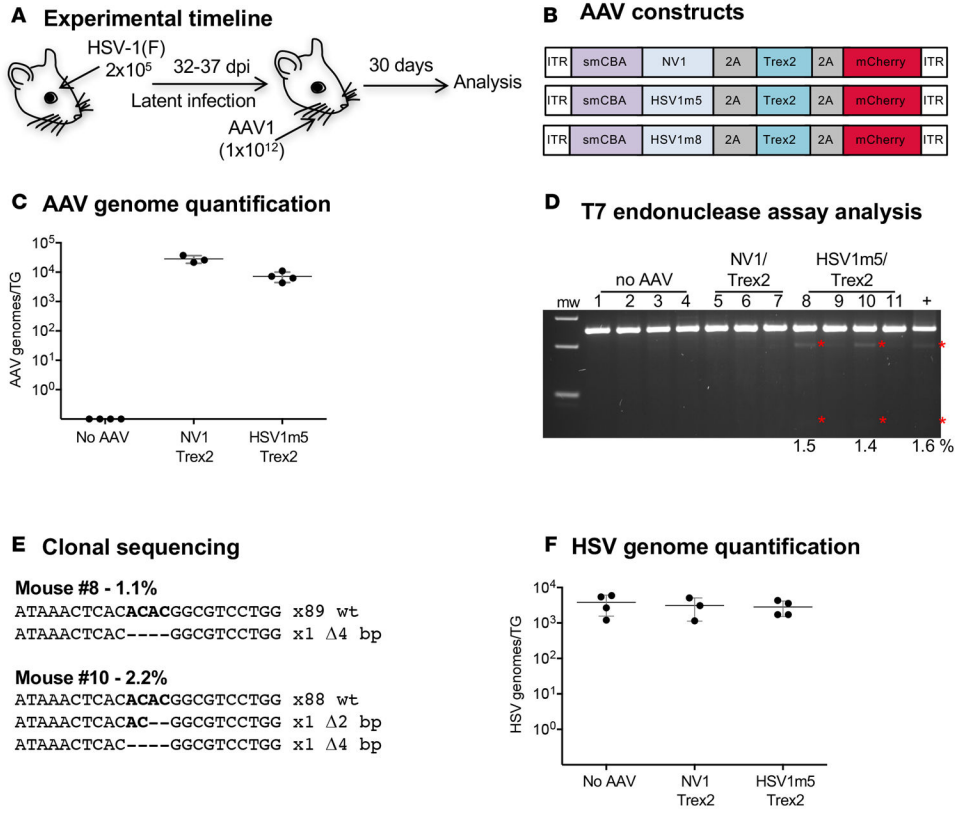 A Experimental timeline
HSV-1(F)
2x10⁵
32-37 dpi
Latent infection
AAV1
(1x10¹²)
30 days
Analysis
B AAV constructs
ITR smCBA NV1 2A Trex2 2A mCherry ITR
ITR smCBA HSV1m5 2A Trex2 2A mCherry ITR
ITR smCBA HSV1m8 2A Trex2 2A mCherry ITR
C AAV genome quantification
AAV genomes/TG
10⁵
10⁴
10³
10²
10¹
10⁰
No AAV NV1 HSV1m5
Trex2 Trex2
D T7 endonuclease assay analysis
NV1/ HSV1m5/
no AAV Trex2 Trex2
mw 1 2 3 4 5 6 7 8 9 10 11 +
* * *
* * *
1.5 1.4 1.6 %
E Clonal sequencing
Mouse #8 - 1.1%
ATAAACTCACACACGGCGTCCTGG x89 wt
ATAAACTCAC----GGCGTCCTGG x1 Δ4 bp
Mouse #10 - 2.2%
ATAAACTCACACACGGCGTCCTGG x88 wt
ATAAACTCACAC--GGCGTCCTGG x1 Δ2 bp
ATAAACTCAC----GGCGTCCTGG x1 Δ4 bp
F HSV genome quantification
HSV genomes/TG
10⁴
10³
10²
10¹
10⁰
No AAV NV1 HSV1m5
Trex2 Trex2